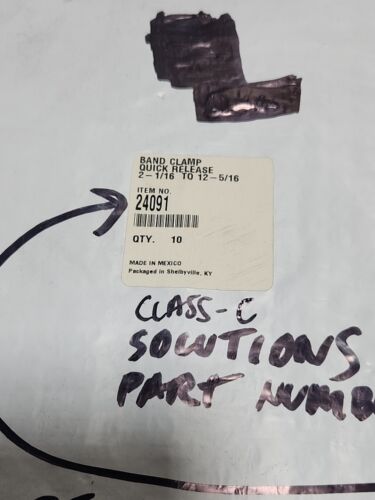 BAND CLAMP
QUICK RELEASE
2-1/16 TO 12-5/16
ITEM NO.
24091
QTY. 10
MADE IN MEXICO
Packaged in Shelbyville, KY
CLASS-C
SOLUTIONS
PART NUMB